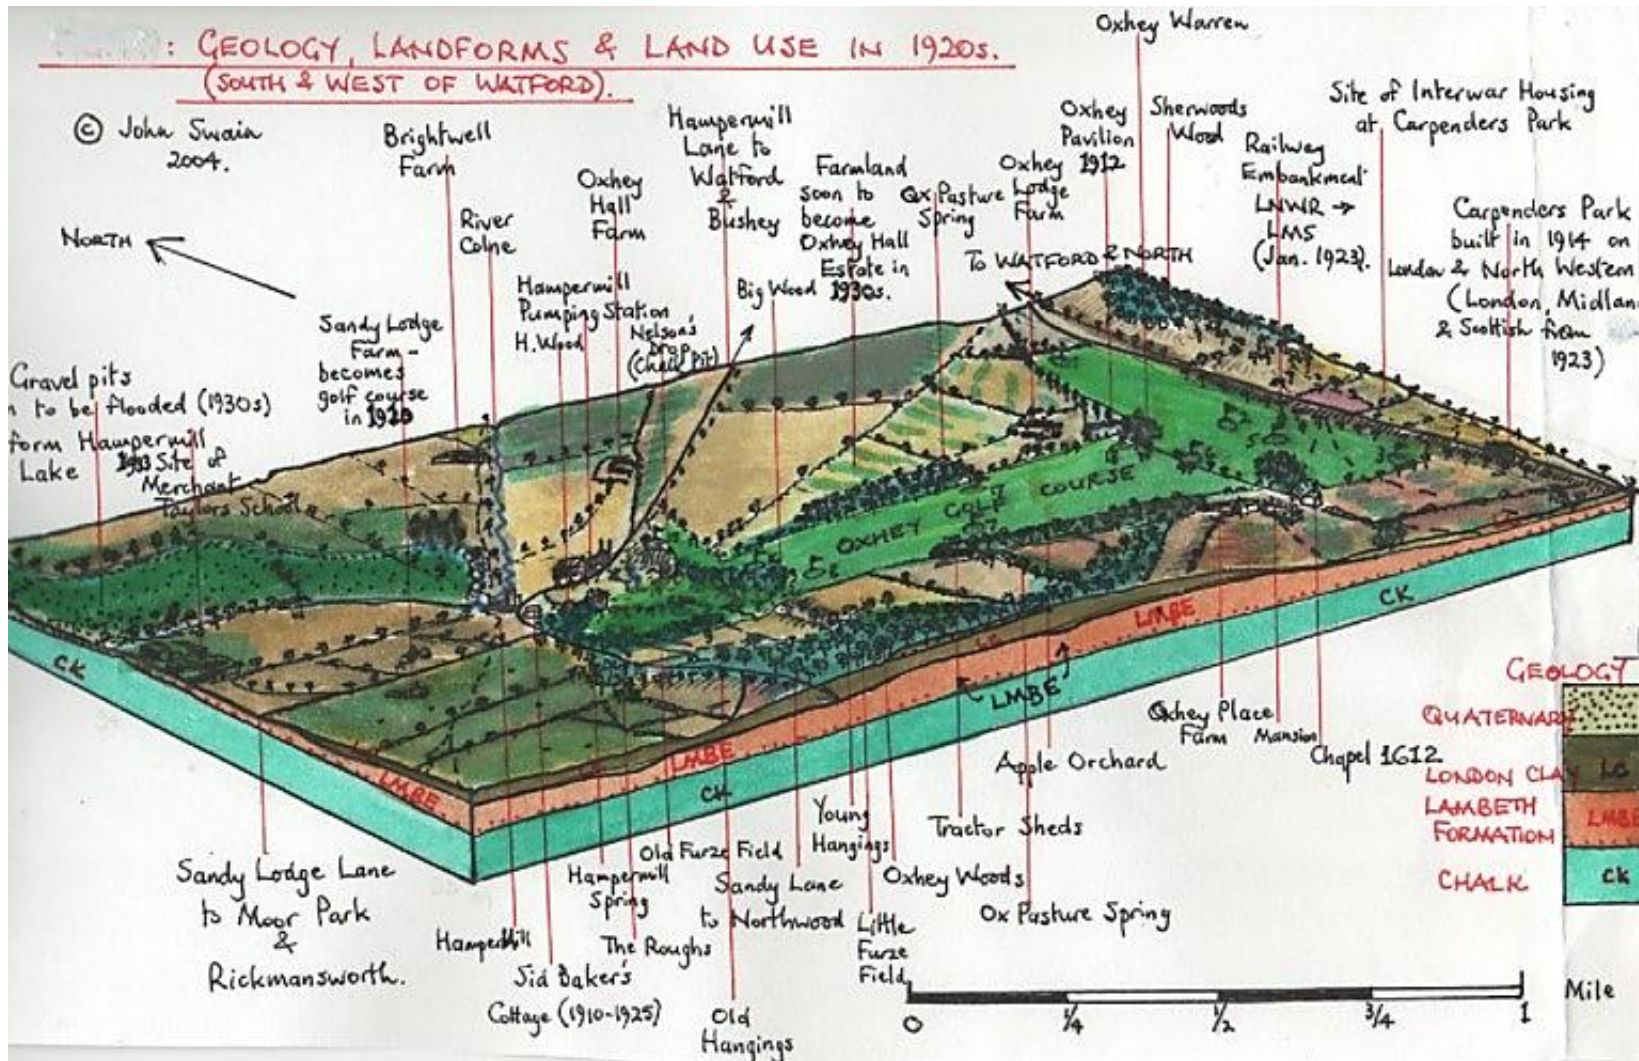 : GEOLOGY, LANDFORMS & LAND USE IN 1920s.
(SOUTH & WEST OF WATFORD).
© John Swain
2004.
NORTH
Brightwell
Farm
River
Colne
Oxhey
Hall
Farm
Hampermill
Lane to
Watford
&
Bushey
Farmland
soon to
become
Oxhey Hall
Estate in
1930s.
Ox Pasture
Spring
Oxhey
Lodge
Farm
Oxhey
Pavilion
1912
Oxhey Warren
Sherwoods
Wood
Railway
Embankment
LNWR →
LMS
(Jan. 1923).
Site of Interwar Housing
at Carpenders Park
Carpenders Park
built in 1914 on
London & North Western
(London, Midlan
& Scottish from
1923)
TO WATFORD & NORTH
Big Wood
Hampermill
Pumping Station
H. Wood
Nelson's
Drop
(Chalk Pit)
Sandy Lodge
Farm -
becomes
golf course
in 1920
Gravel pits
to be flooded (1930s)
form Hampermill
Lake
1933 Site of
Merchant
Taylors School
OXHEY GOLF COURSE
CK
LMBE
LMBE
CK
LC
LMBE
LMBE
CK
Sandy Lodge Lane
to Moor Park
&
Rickmansworth.
Hampermill
Sid Baker's
Cottage (1910-1925)
Hampermill
Spring
The Roughs
Old Furze Field
Old
Hangings
Sandy Lane
to Northwood
Young
Hangings
Little
Furze
Field
Oxhey Woods
Tractor Sheds
Ox Pasture Spring
Apple Orchard
Oxhey Place
Farm
Mansion
Chapel 1612
GEOLOGY
QUATERNARY
LONDON CLAY
LC
LAMBETH
FORMATION
LMBE
CHALK
CK
0
1/4
1/2
3/4
1
Mile